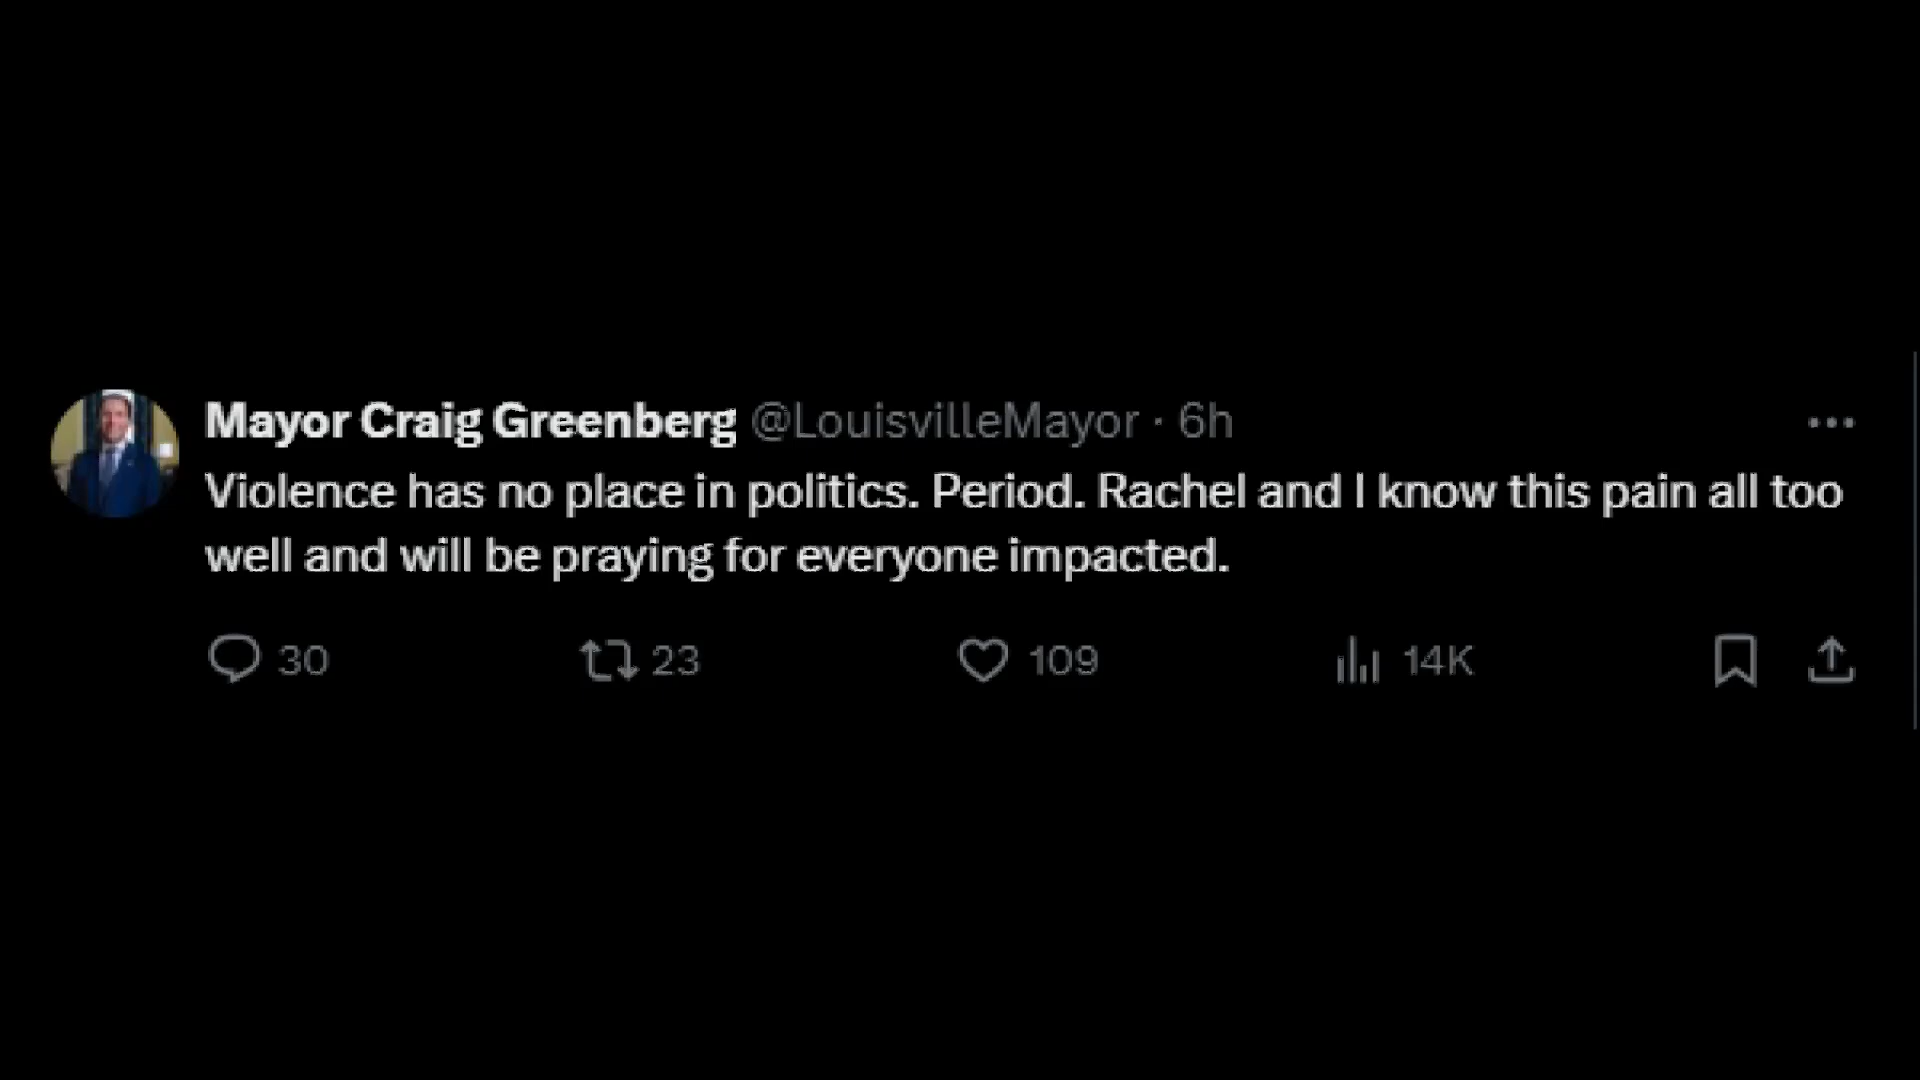 Mayor Craig Greenberg @LouisvilleMayor · 6h
Violence has no place in politics. Period. Rachel and I know this pain all too
well and will be praying for everyone impacted.
30 23 109 14K